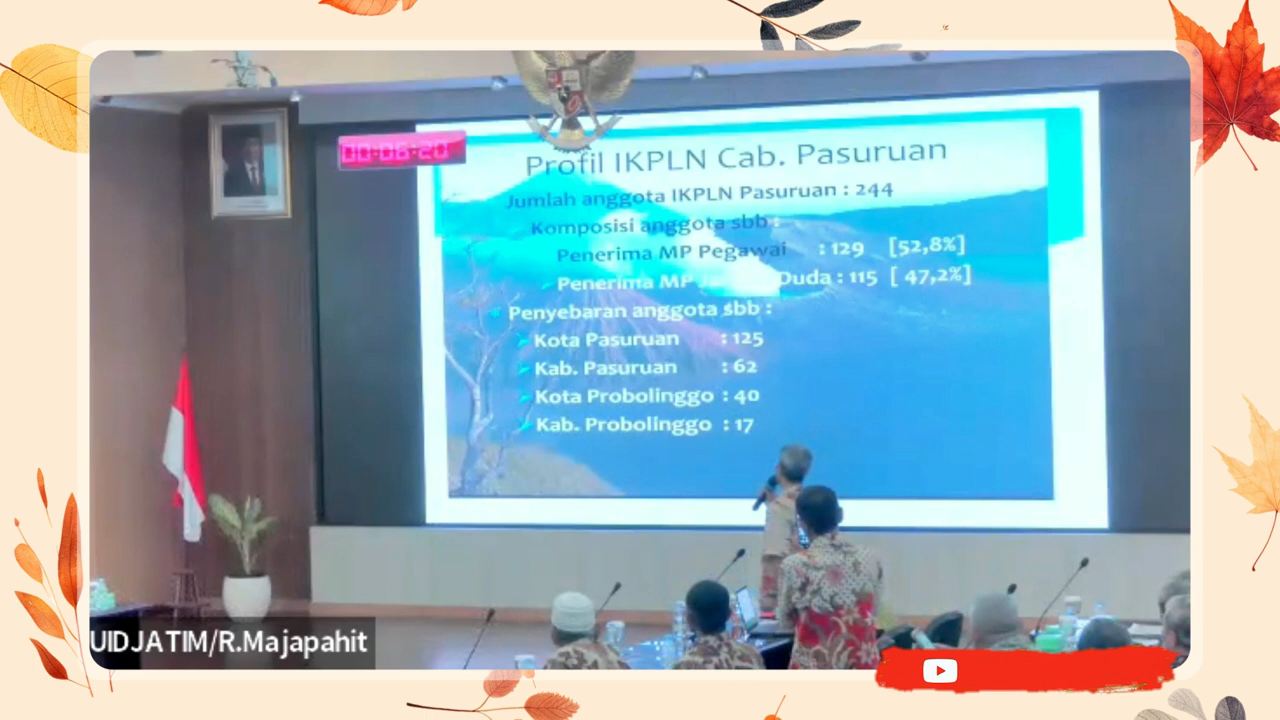 00:06:20
Profil IKPLN Cab. Pasuruan
Jumlah anggota IKPLN Pasuruan : 244
Komposisi anggota sbb :
Penerima MP Pegawai : 129 [52,8%]
Penerima MP Duda : 115 [ 47,2%]
Penyebaran anggota sbb :
Kota Pasuruan : 125
Kab. Pasuruan : 62
Kota Probolinggo : 40
Kab. Probolinggo : 17
UIDJATIM/R.Majapahit